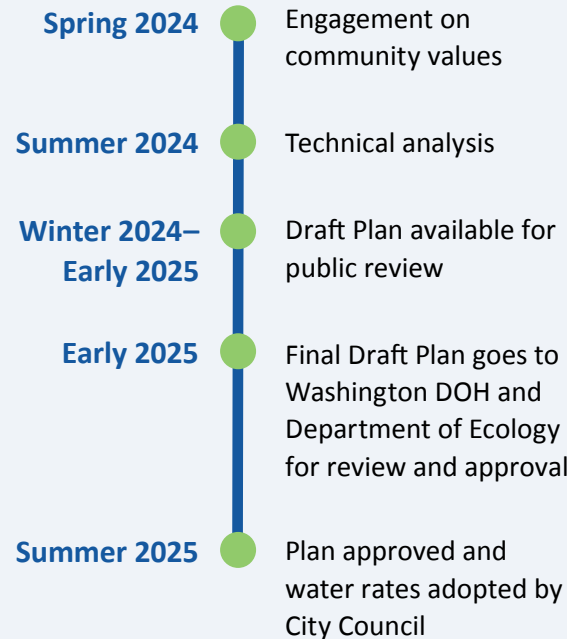 Spring 2024
Engagement on
community values
Summer 2024
Technical analysis
Winter 2024–
Early 2025
Draft Plan available for
public review
Early 2025
Final Draft Plan goes to
Washington DOH and
Department of Ecology
for review and approval
Summer 2025
Plan approved and
water rates adopted by
City Council